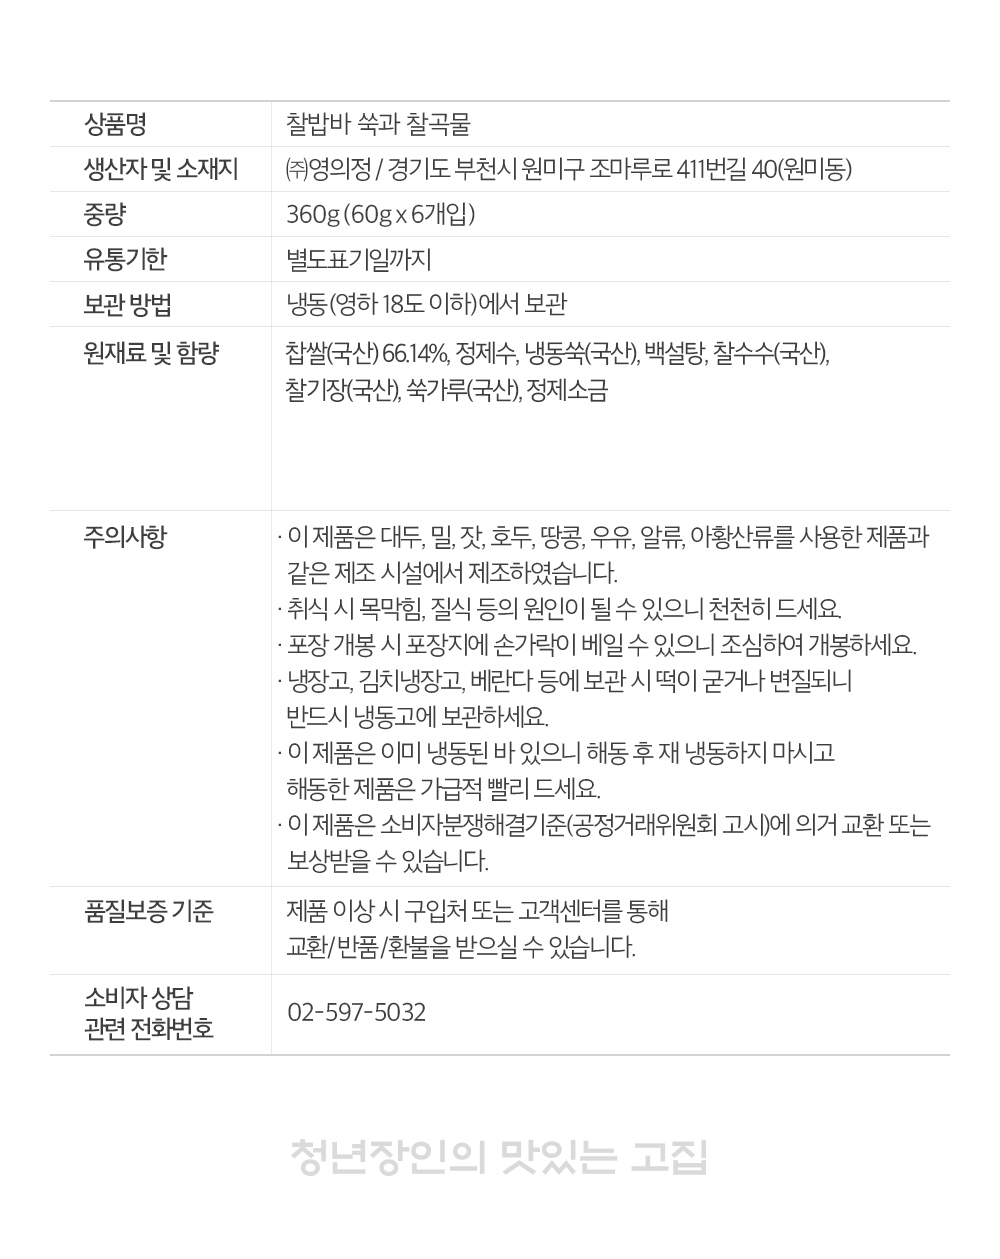 상품명 찰밥바 쑥과 찰곡물
생산자 및 소재지 ㈜영의정 / 경기도 부천시 원미구 조마루로 411번길 40(원미동)
중량 360g (60g x 6개입)
유통기한 별도표기일까지
보관 방법 냉동(영하 18도 이하)에서 보관
원재료 및 함량 찹쌀(국산) 66.14%, 정제수, 냉동쑥(국산), 백설탕, 찰수수(국산),
찰기장(국산), 쑥가루(국산), 정제소금
주의사항 · 이 제품은 대두, 밀, 잣, 호두, 땅콩, 우유, 알류, 아황산류를 사용한 제품과
같은 제조 시설에서 제조하였습니다.
· 취식 시 목막힘, 질식 등의 원인이 될 수 있으니 천천히 드세요.
· 포장 개봉 시 포장지에 손가락이 베일 수 있으니 조심하여 개봉하세요.
· 냉장고, 김치냉장고, 베란다 등에 보관 시 떡이 굳거나 변질되니
반드시 냉동고에 보관하세요.
· 이 제품은 이미 냉동된 바 있으니 해동 후 재 냉동하지 마시고
해동한 제품은 가급적 빨리 드세요.
· 이 제품은 소비자분쟁해결기준(공정거래위원회 고시)에 의거 교환 또는
보상받을 수 있습니다.
품질보증 기준 제품 이상 시 구입처 또는 고객센터를 통해
교환/반품/환불을 받으실 수 있습니다.
소비자 상담
관련 전화번호 02-597-5032
청년장인의 맛있는 고집